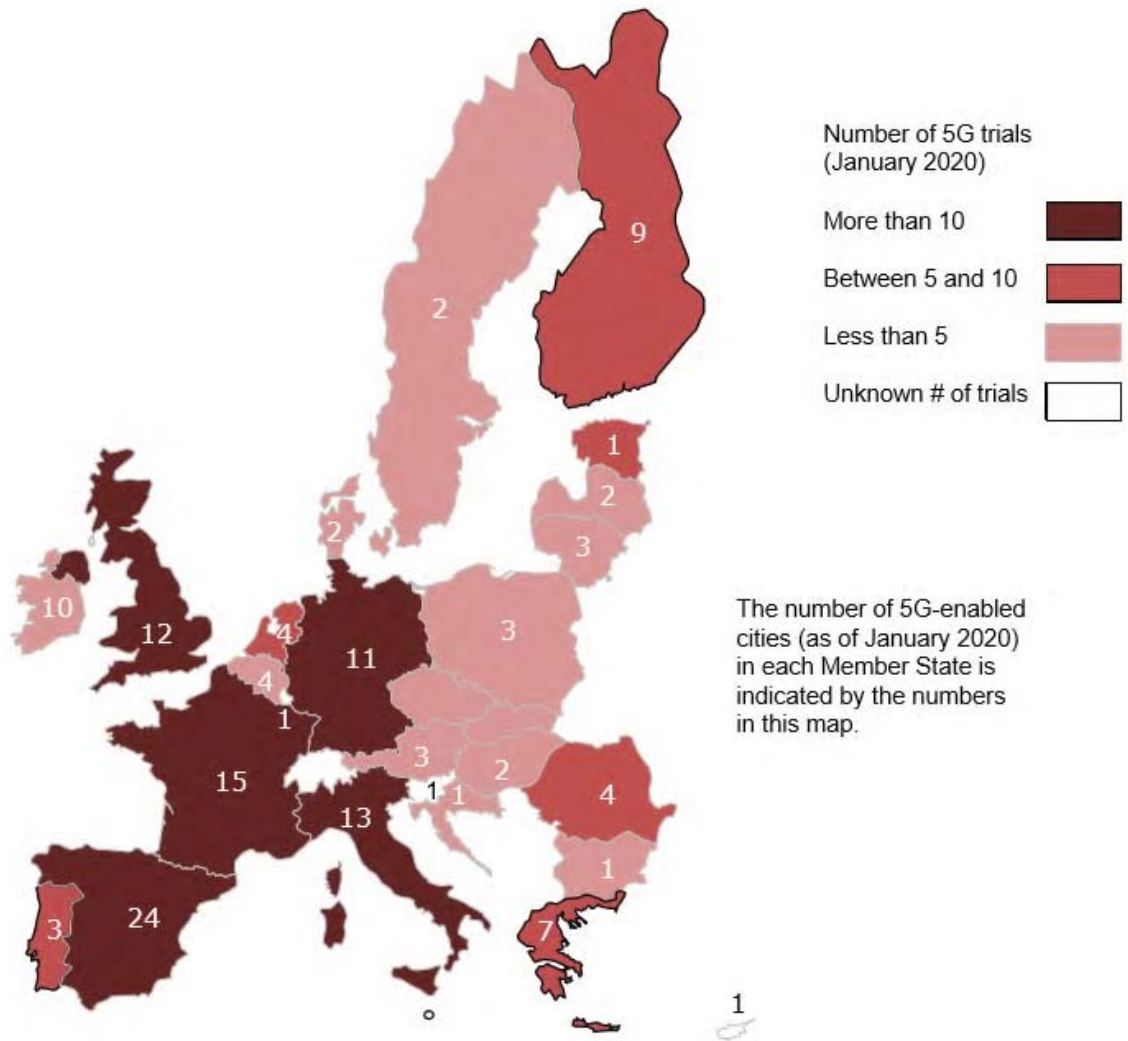 Number of 5G trials
(January 2020)
More than 10
9
Between 5 and 10
2
Less than 5
Unknown # of trials
1
2
2
3
10
12
4
3
11
4
1
3
2
15
1
1
4
13
1
24
3
7
1
The number of 5G-enabled
cities (as of January 2020)
in each Member State is
indicated by the numbers
in this map.